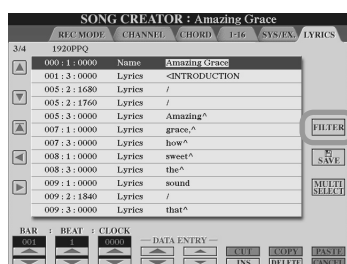 SONG CREATOR : Amazing Grace
REC MODE CHANNEL CHORD 1-16 SYS/EX. LYRICS
3/4 1920PPQ
000 : 1 : 0000 Name Amazing Grace
001 : 3 : 0000 Lyrics <INTRODUCTION
005 : 2 : 1680 Lyrics /
005 : 2 : 1760 Lyrics /
005 : 3 : 0000 Lyrics Amazing^
007 : 1 : 0000 Lyrics grace,^
007 : 3 : 0000 Lyrics how^
008 : 1 : 0000 Lyrics sweet^
008 : 3 : 0000 Lyrics the^
009 : 1 : 0000 Lyrics sound
009 : 2 : 1840 Lyrics /
009 : 3 : 0000 Lyrics that^
FILTER
SAVE
MULTI
SELECT
BAR : BEAT : CLOCK
001 1 0000
DATA ENTRY
CUT COPY PASTE
INS DELETE CANCEL